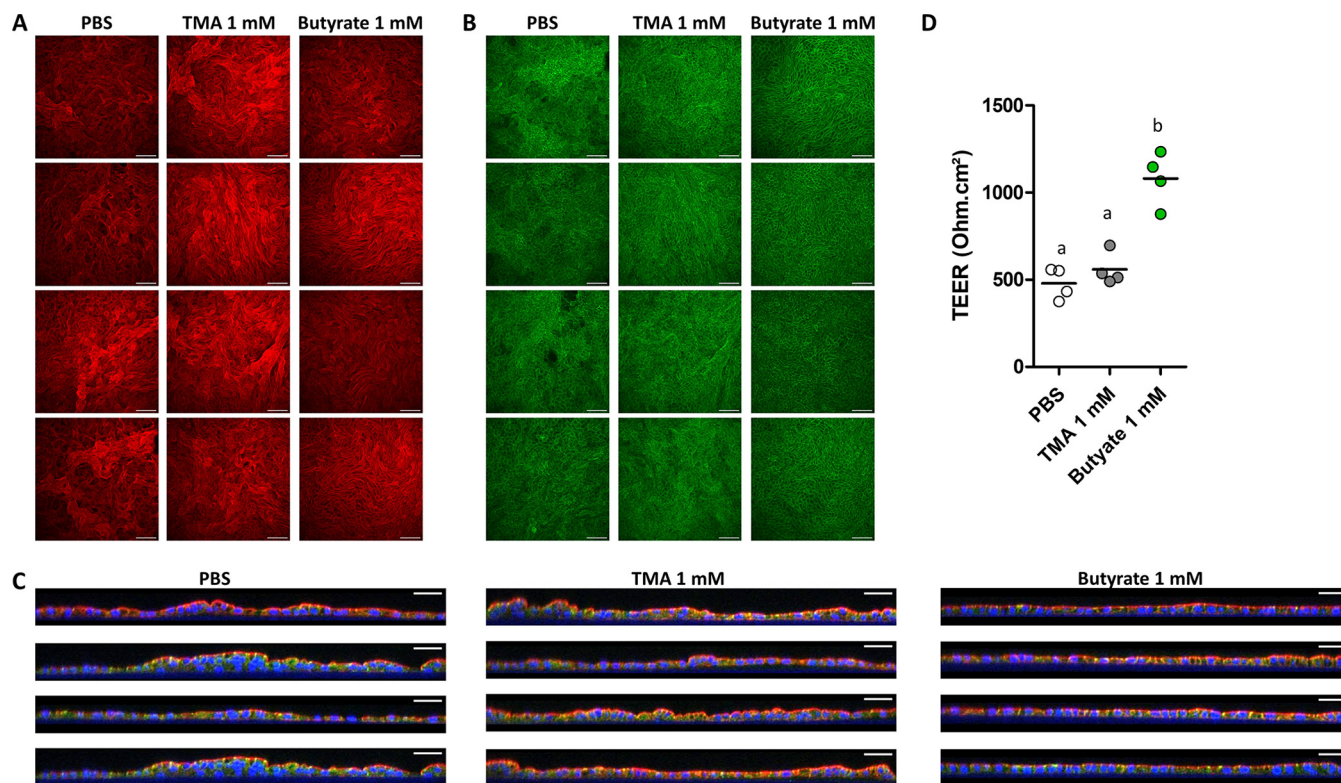 A
PBS
TMA 1 mM
Butyrate 1 mM
B
PBS
TMA 1 mM
Butyrate 1 mM
D
TEER (Ohm.cm²)
1500
1000
500
0
a
a
b
PBS
TMA 1 mM
Butyate 1 mM
C
PBS
TMA 1 mM
Butyrate 1 mM